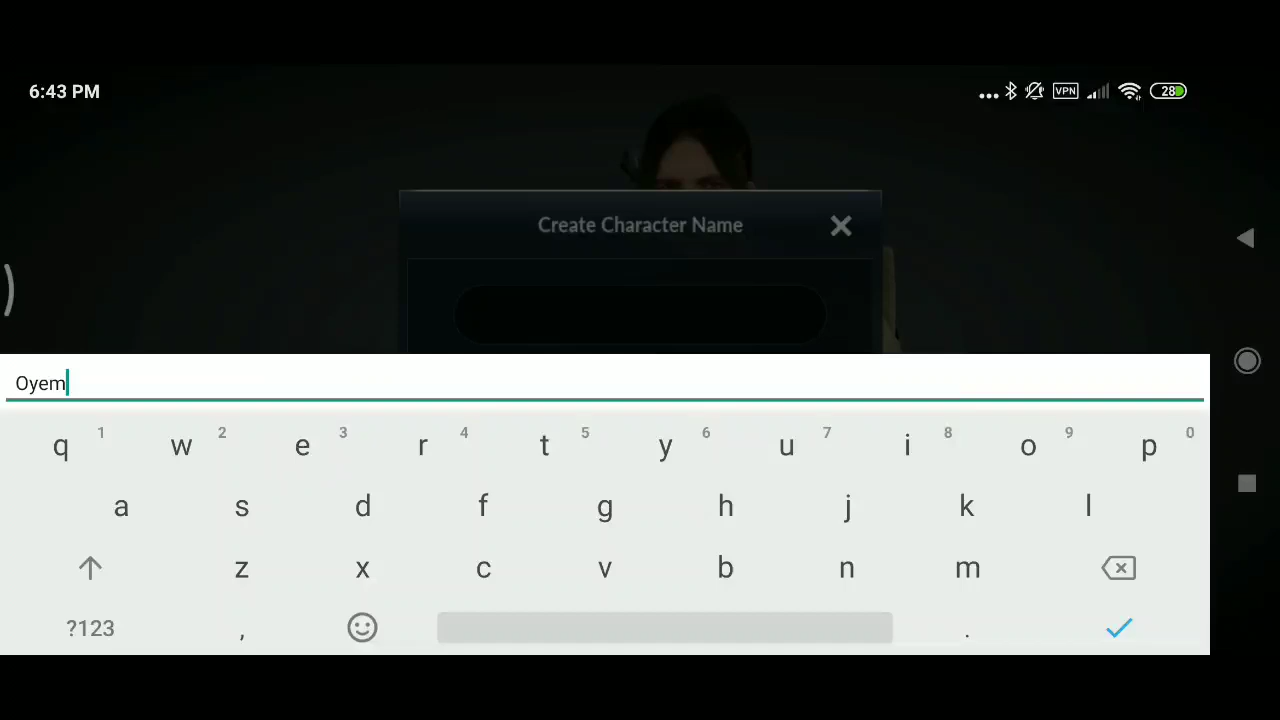 6:43 PM
VPN
28
Create Character Name
Oyem
1 2 3 4 5 6 7 8 9 0
q w e r t y u i o p
a s d f g h j k l
z x c v b n m
?123 , .